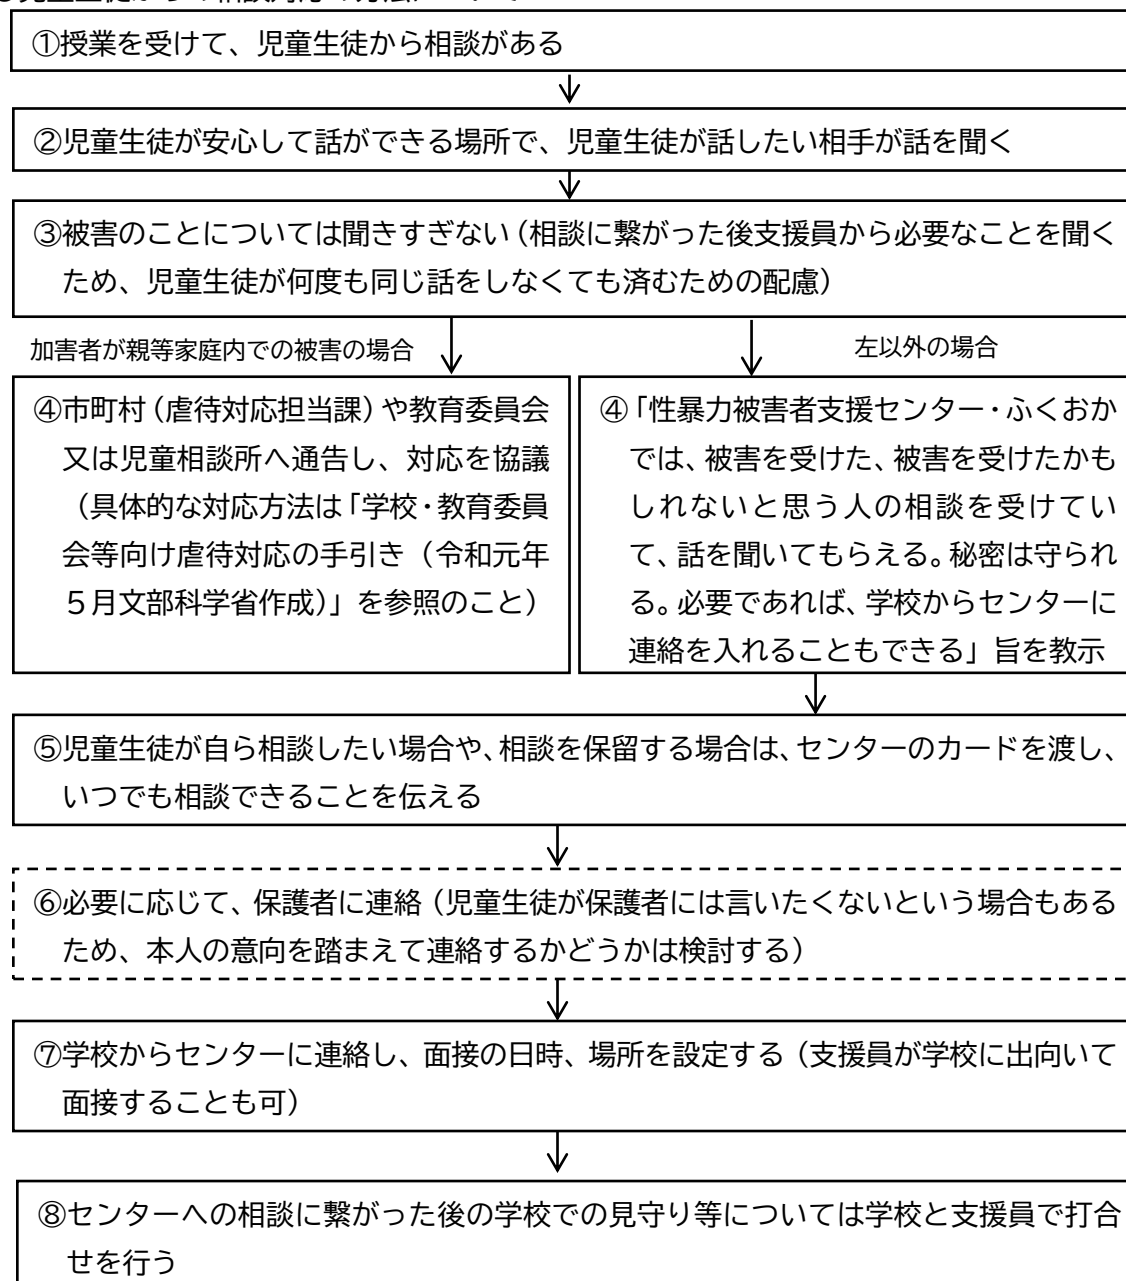 ①授業を受けて、児童生徒から相談がある
②児童生徒が安心して話ができる場所で、児童生徒が話したい相手が話を聞く
③被害のことについては聞きすぎない（相談に繋がった後支援員から必要なことを聞く
ため、児童生徒が何度も同じ話をしなくても済むための配慮）
加害者が親等家庭内での被害の場合
左以外の場合
④市町村（虐待対応担当課）や教育委員会
又は児童相談所へ通告し、対応を協議
（具体的な対応方法は「学校・教育委員
会等向け虐待対応の手引き（令和元年
５月文部科学省作成）」を参照のこと）
④「性暴力被害者支援センター・ふくおか
では、被害を受けた、被害を受けたかも
しれないと思う人の相談を受けてい
て、話を聞いてもらえる。秘密は守られ
る。必要であれば、学校からセンターに
連絡を入れることもできる」旨を教示
⑤児童生徒が自ら相談したい場合や、相談を保留する場合は、センターのカードを渡し、
いつでも相談できることを伝える
⑥必要に応じて、保護者に連絡（児童生徒が保護者には言いたくないという場合もある
ため、本人の意向を踏まえて連絡するかどうかは検討する）
⑦学校からセンターに連絡し、面接の日時、場所を設定する（支援員が学校に出向いて
面接することも可）
⑧センターへの相談に繋がった後の学校での見守り等については学校と支援員で打合
せを行う